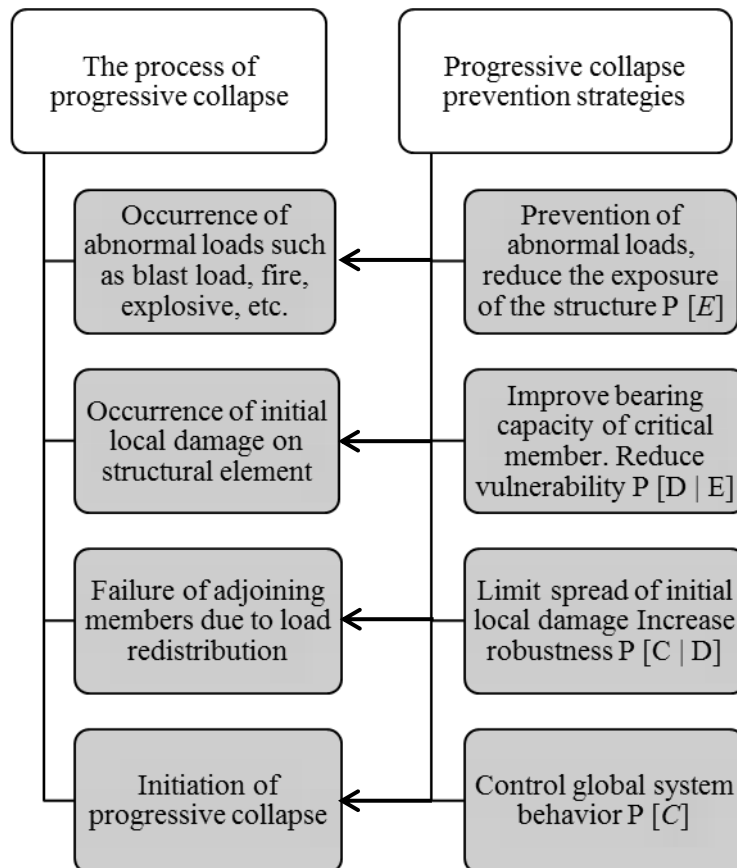 The process of
progressive collapse
Progressive collapse
prevention strategies
Occurrence of
abnormal loads such
as blast load, fire,
explosive, etc.
Prevention of
abnormal loads,
reduce the exposure
of the structure P [E]
Occurrence of initial
local damage on
structural element
Improve bearing
capacity of critical
member. Reduce
vulnerability P [D | E]
Failure of adjoining
members due to load
redistribution
Limit spread of initial
local damage Increase
robustness P [C | D]
Initiation of
progressive collapse
Control global system
behavior P [C]